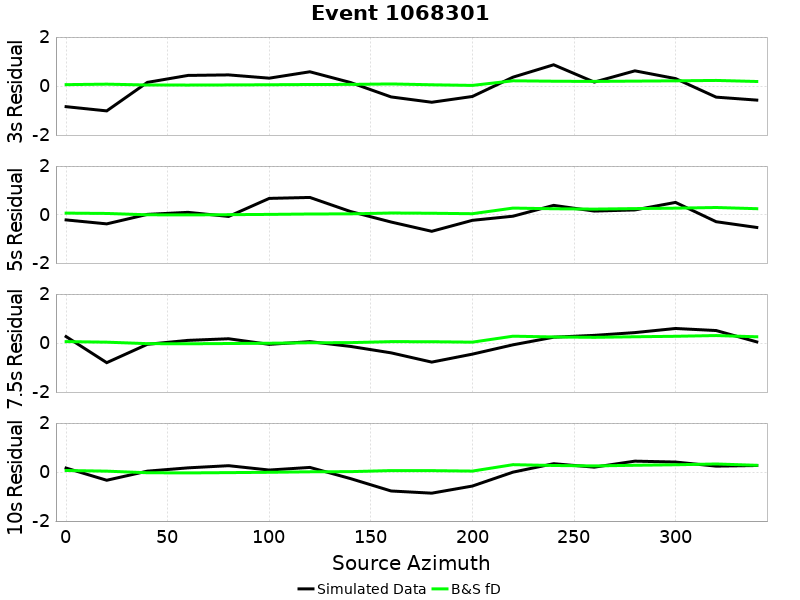 Event 1068301
3s Residual
2
0
-2
5s Residual
2
0
-2
7.5s Residual
2
0
-2
10s Residual
2
0
-2
0 50 100 150 200 250 300
Source Azimuth
Simulated Data B&S fD